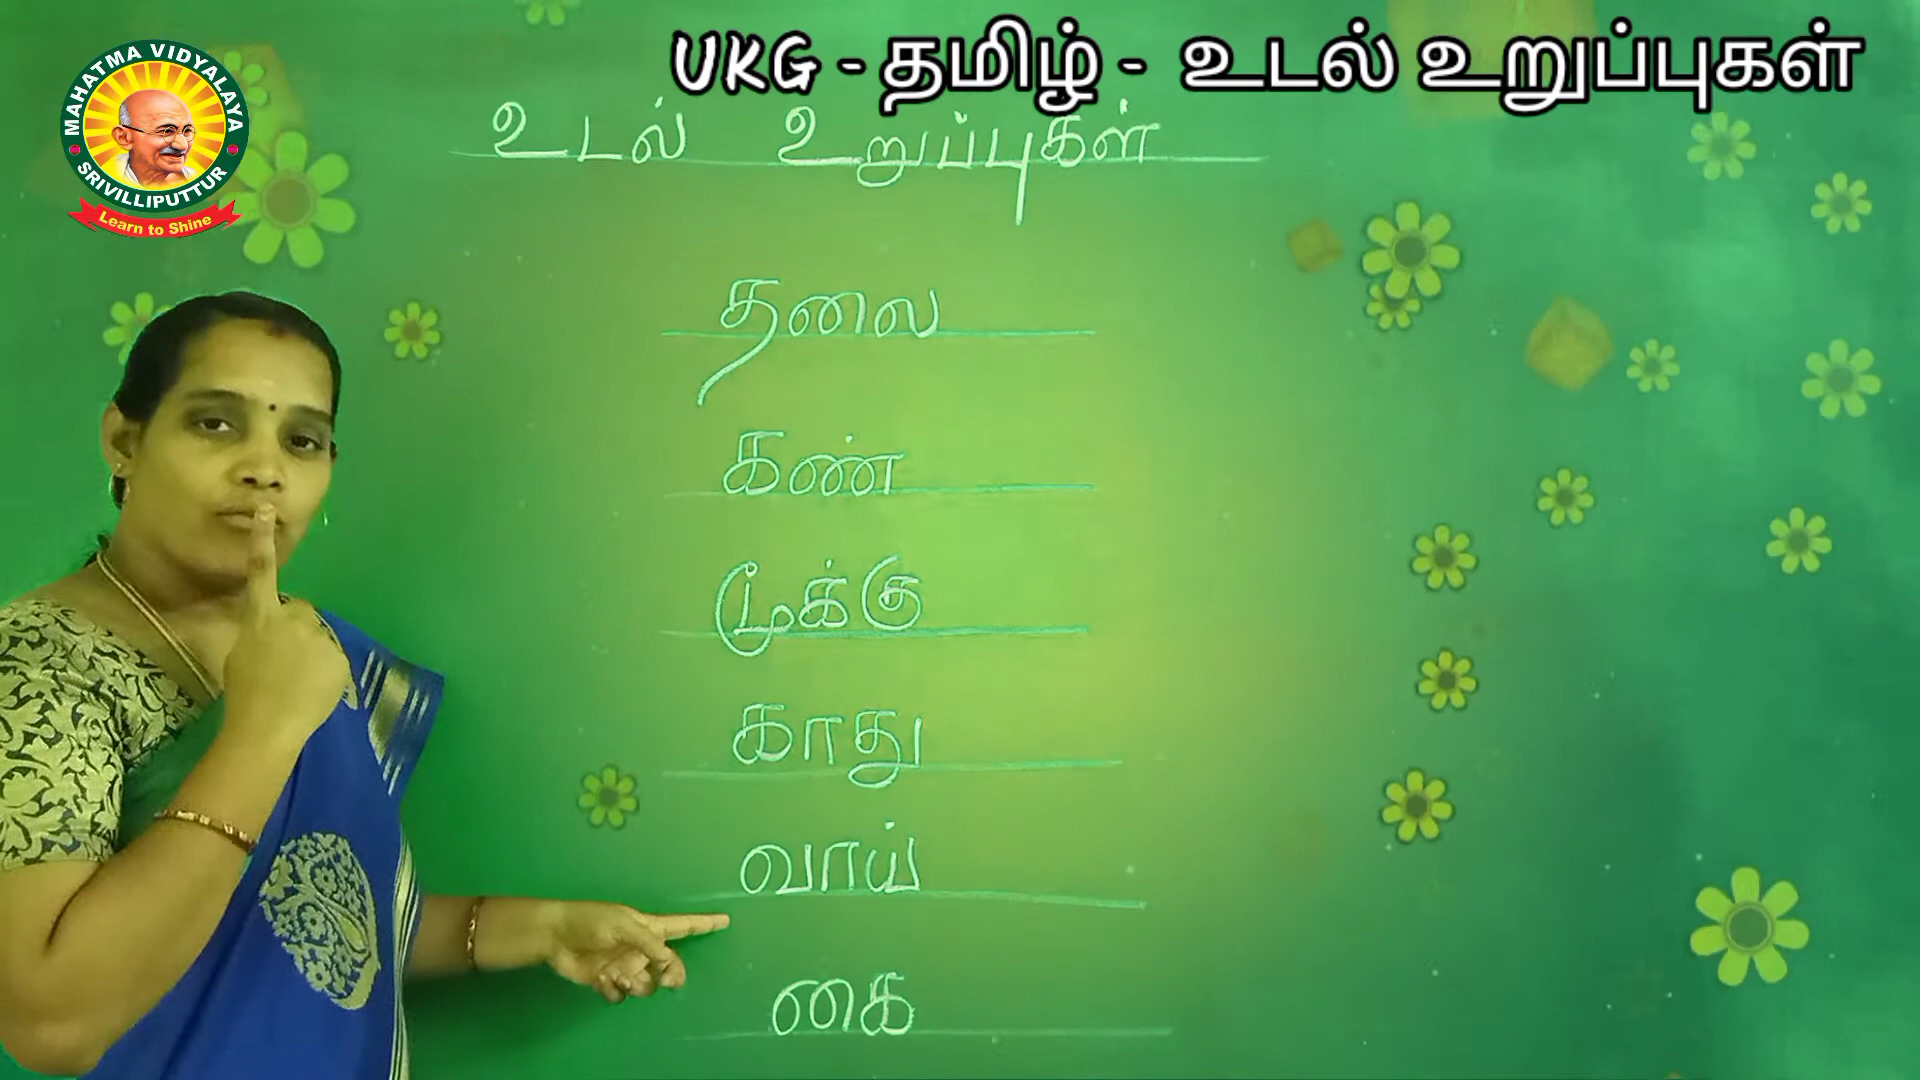 UKG - தமிழ் - உடல் உறுப்புகள்
MAHATMA VIDYALAYA
SRIVILLIPUTTUR
Learn to Shine
உடல் உறுப்புகள்
தலை
கண்
மூக்கு
காது
வாய்
கை